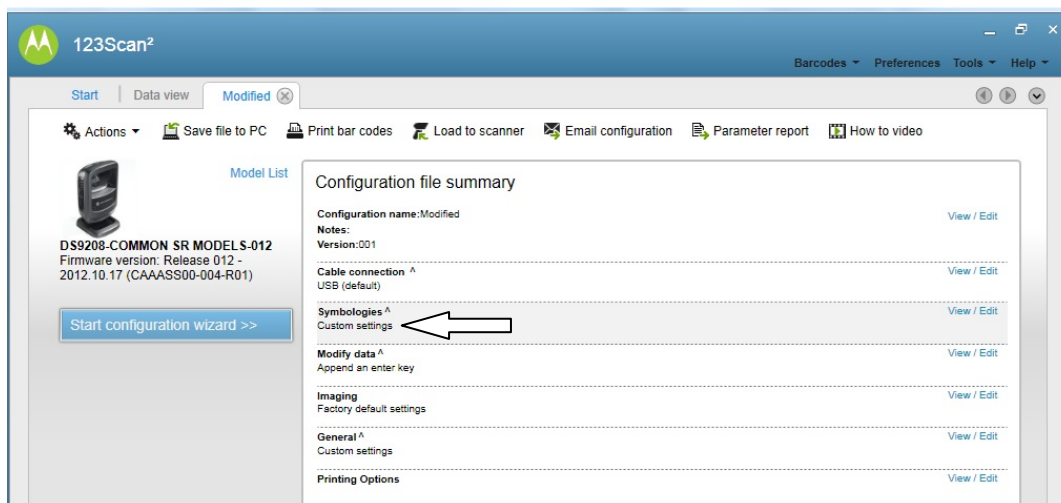 123Scan²
Barcodes Preferences Tools Help
Start Data view Modified
Actions Save file to PC Print bar codes Load to scanner Email configuration Parameter report How to video
Model List
DS9208-COMMON SR MODELS-012
Firmware version: Release 012 -
2012.10.17 (CAAASS00-004-R01)
Start configuration wizard >>
Configuration file summary
Configuration name:Modified View / Edit
Notes:
Version:001
Cable connection ^ View / Edit
USB (default)
Symbologies ^ View / Edit
Custom settings
Modify data ^ View / Edit
Append an enter key
Imaging View / Edit
Factory default settings
General ^ View / Edit
Custom settings
Printing Options View / Edit